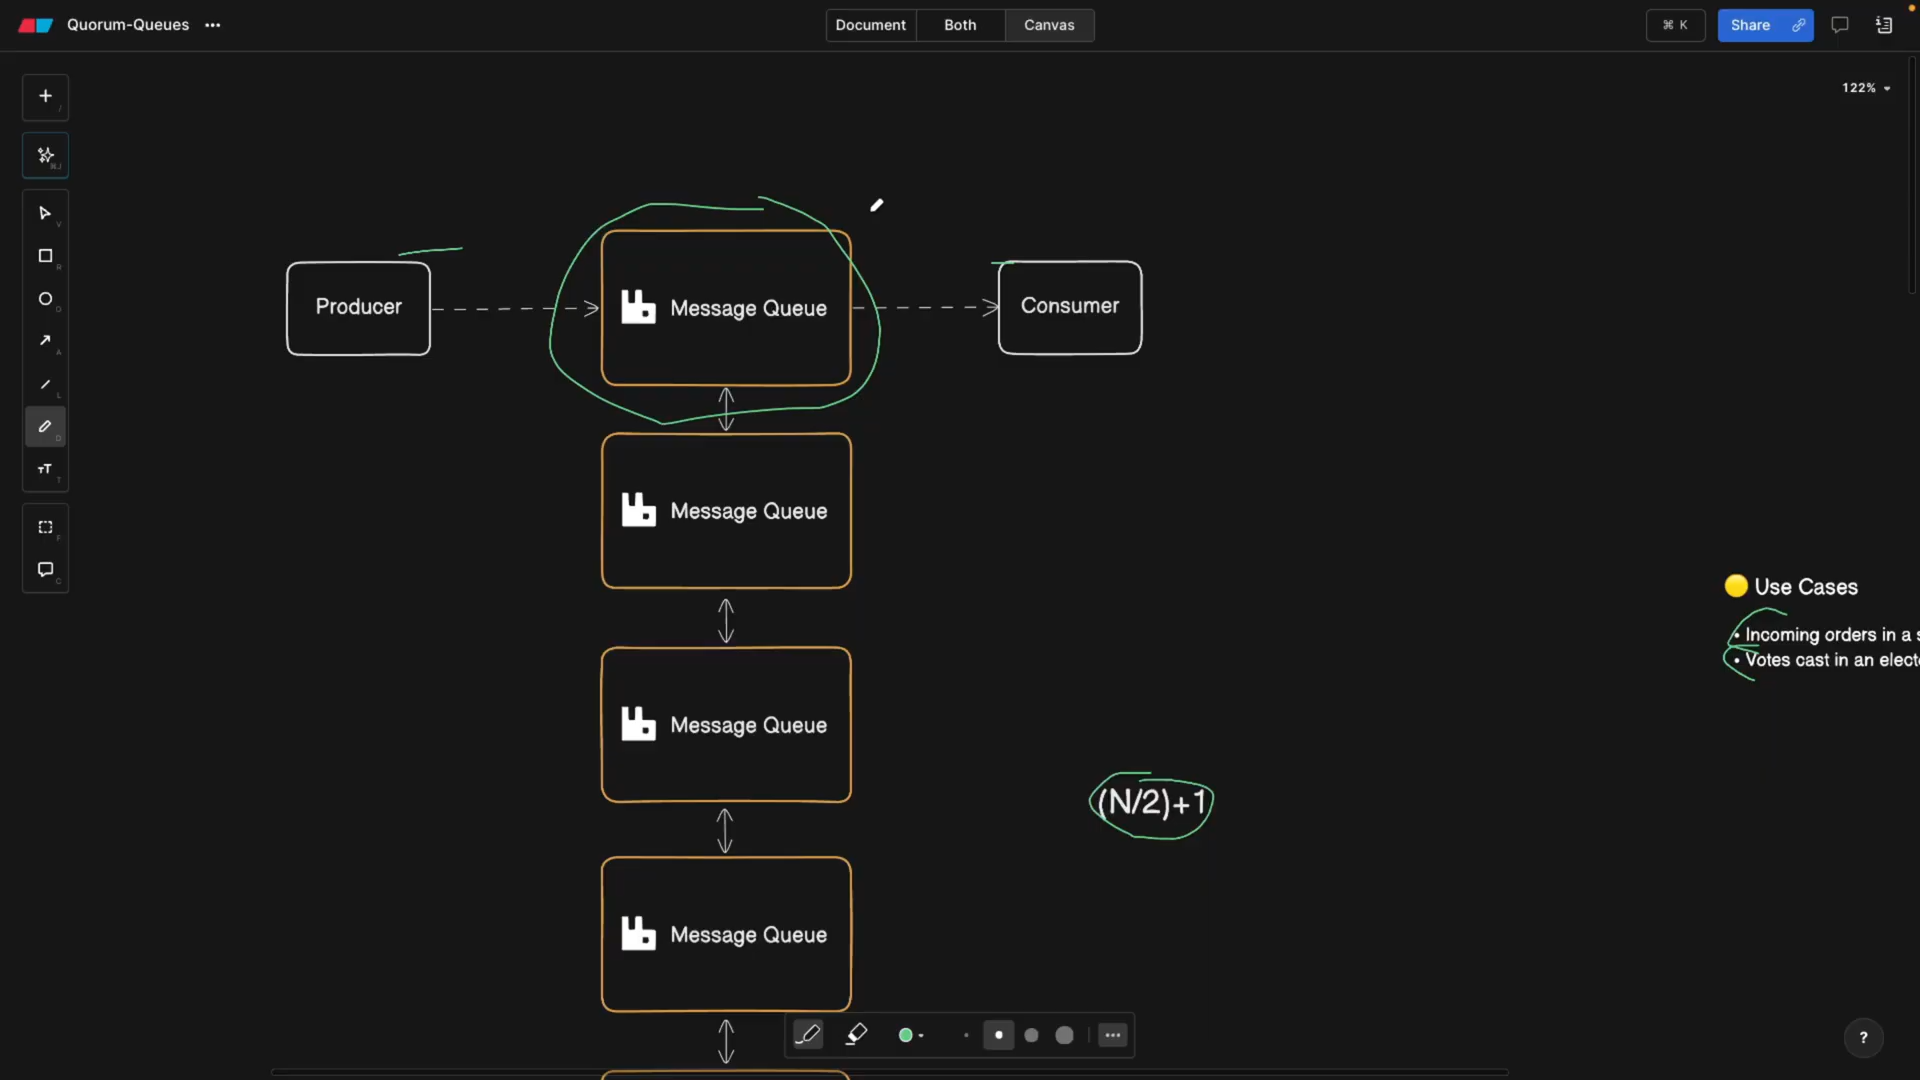 Quorum-Queues
Document
Both
Canvas
⌘ K
Share
122%
Producer
Message Queue
Consumer
Message Queue
Use Cases
• Incoming orders in a s
• Votes cast in an elect
Message Queue
(N/2)+1
Message Queue
?